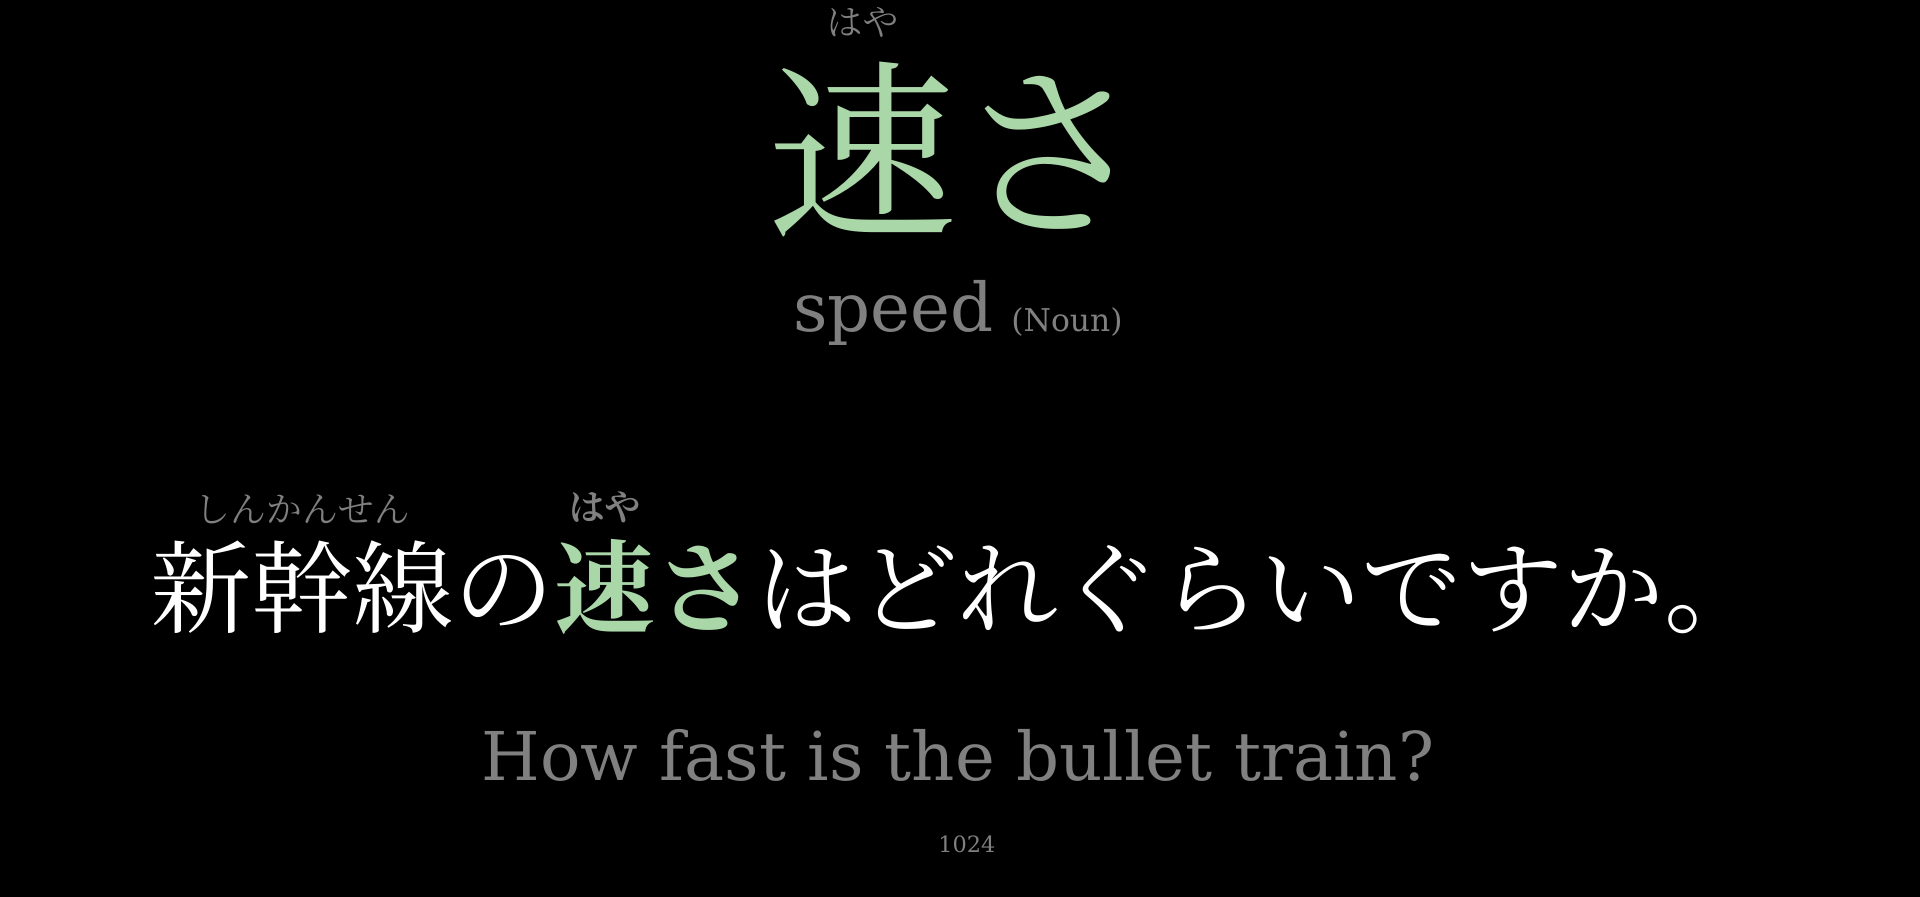 はや
速さ
speed (Noun)
しんかんせん はや
新幹線の速さはどれぐらいですか。
How fast is the bullet train?
1024